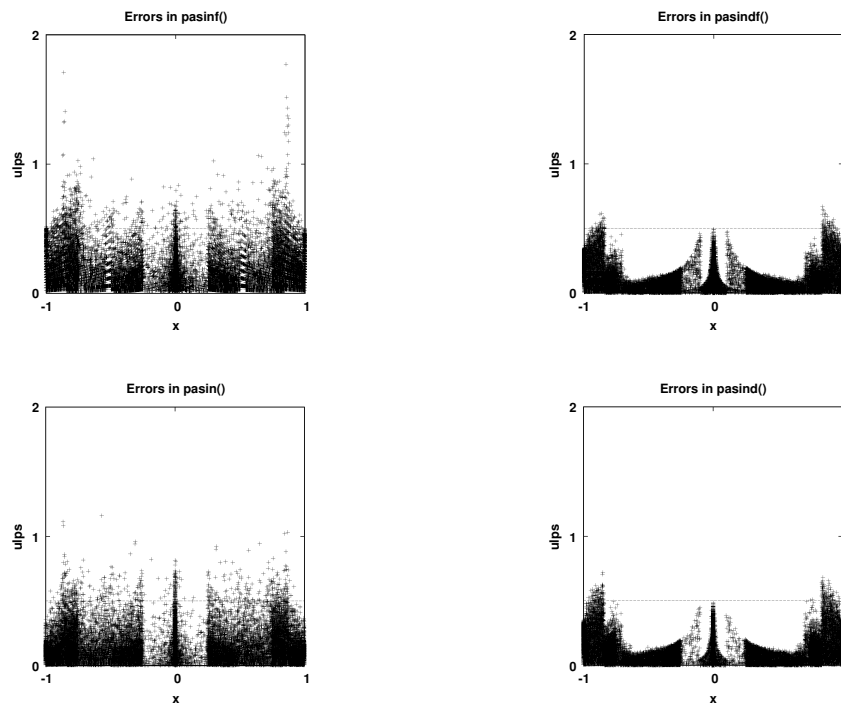 Errors in pasinf()
2
1
0
ulps
-1
0
1
x
Errors in pasindf()
2
1
0
ulps
-1
0
x
Errors in pasin()
2
1
0
ulps
-1
0
1
x
Errors in pasind()
2
1
0
ulps
-1
0
x